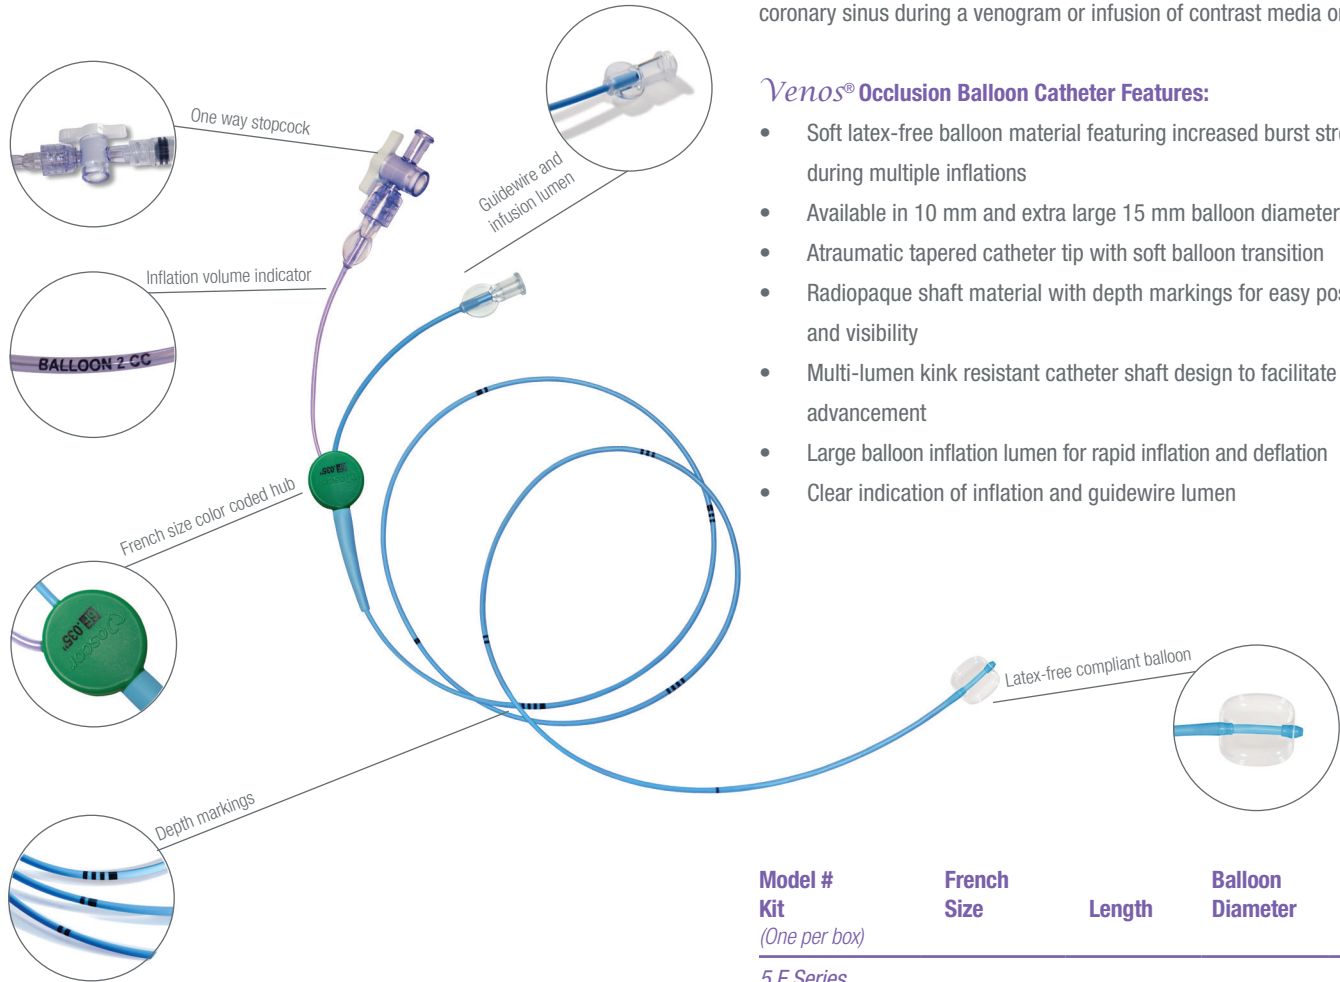 coronary sinus during a venogram or infusion of contrast media
Venos® Occlusion Balloon Catheter Features:
• Soft latex-free balloon material featuring increased burst
during multiple inflations
• Available in 10 mm and extra large 15 mm balloon diameter
• Atraumatic tapered catheter tip with soft balloon transition
• Radiopaque shaft material with depth markings for easy
and visibility
• Multi-lumen kink resistant catheter shaft design to facilitate
advancement
• Large balloon inflation lumen for rapid inflation and deflation
• Clear indication of inflation and guidewire lumen
One way stopcock
Guidewire and
infusion lumen
Inflation volume indicator
BALLOON 2 CC
French size color coded hub
6F .035"
Oscor
Latex-free compliant balloon
Depth markings
Model # French Balloon
Kit Size Length Diameter
(One per box)
5 F Series